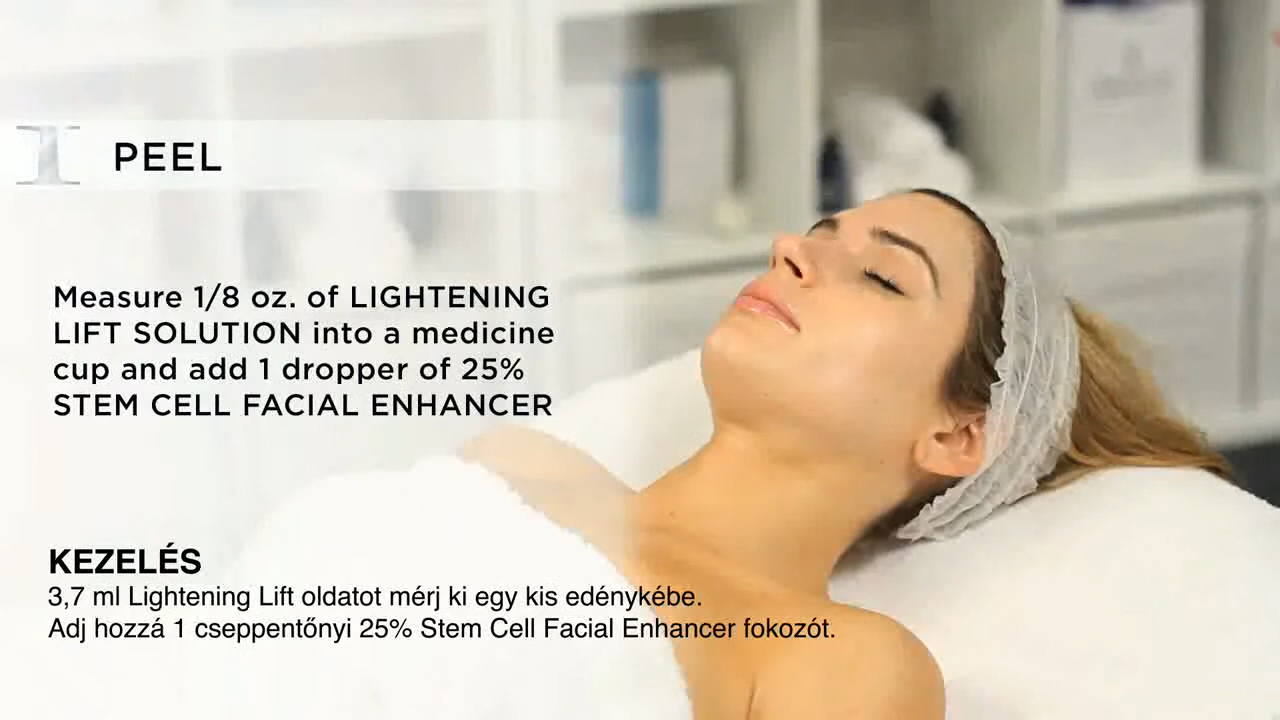 PEEL
Measure 1/8 oz. of LIGHTENING
LIFT SOLUTION into a medicine
cup and add 1 dropper of 25%
STEM CELL FACIAL ENHANCER
KEZELÉS
3,7 ml Lightening Lift oldatot mérj ki egy kis edénykébe.
Adj hozzá 1 cseppentőnyi 25% Stem Cell Facial Enhancer fokozót.